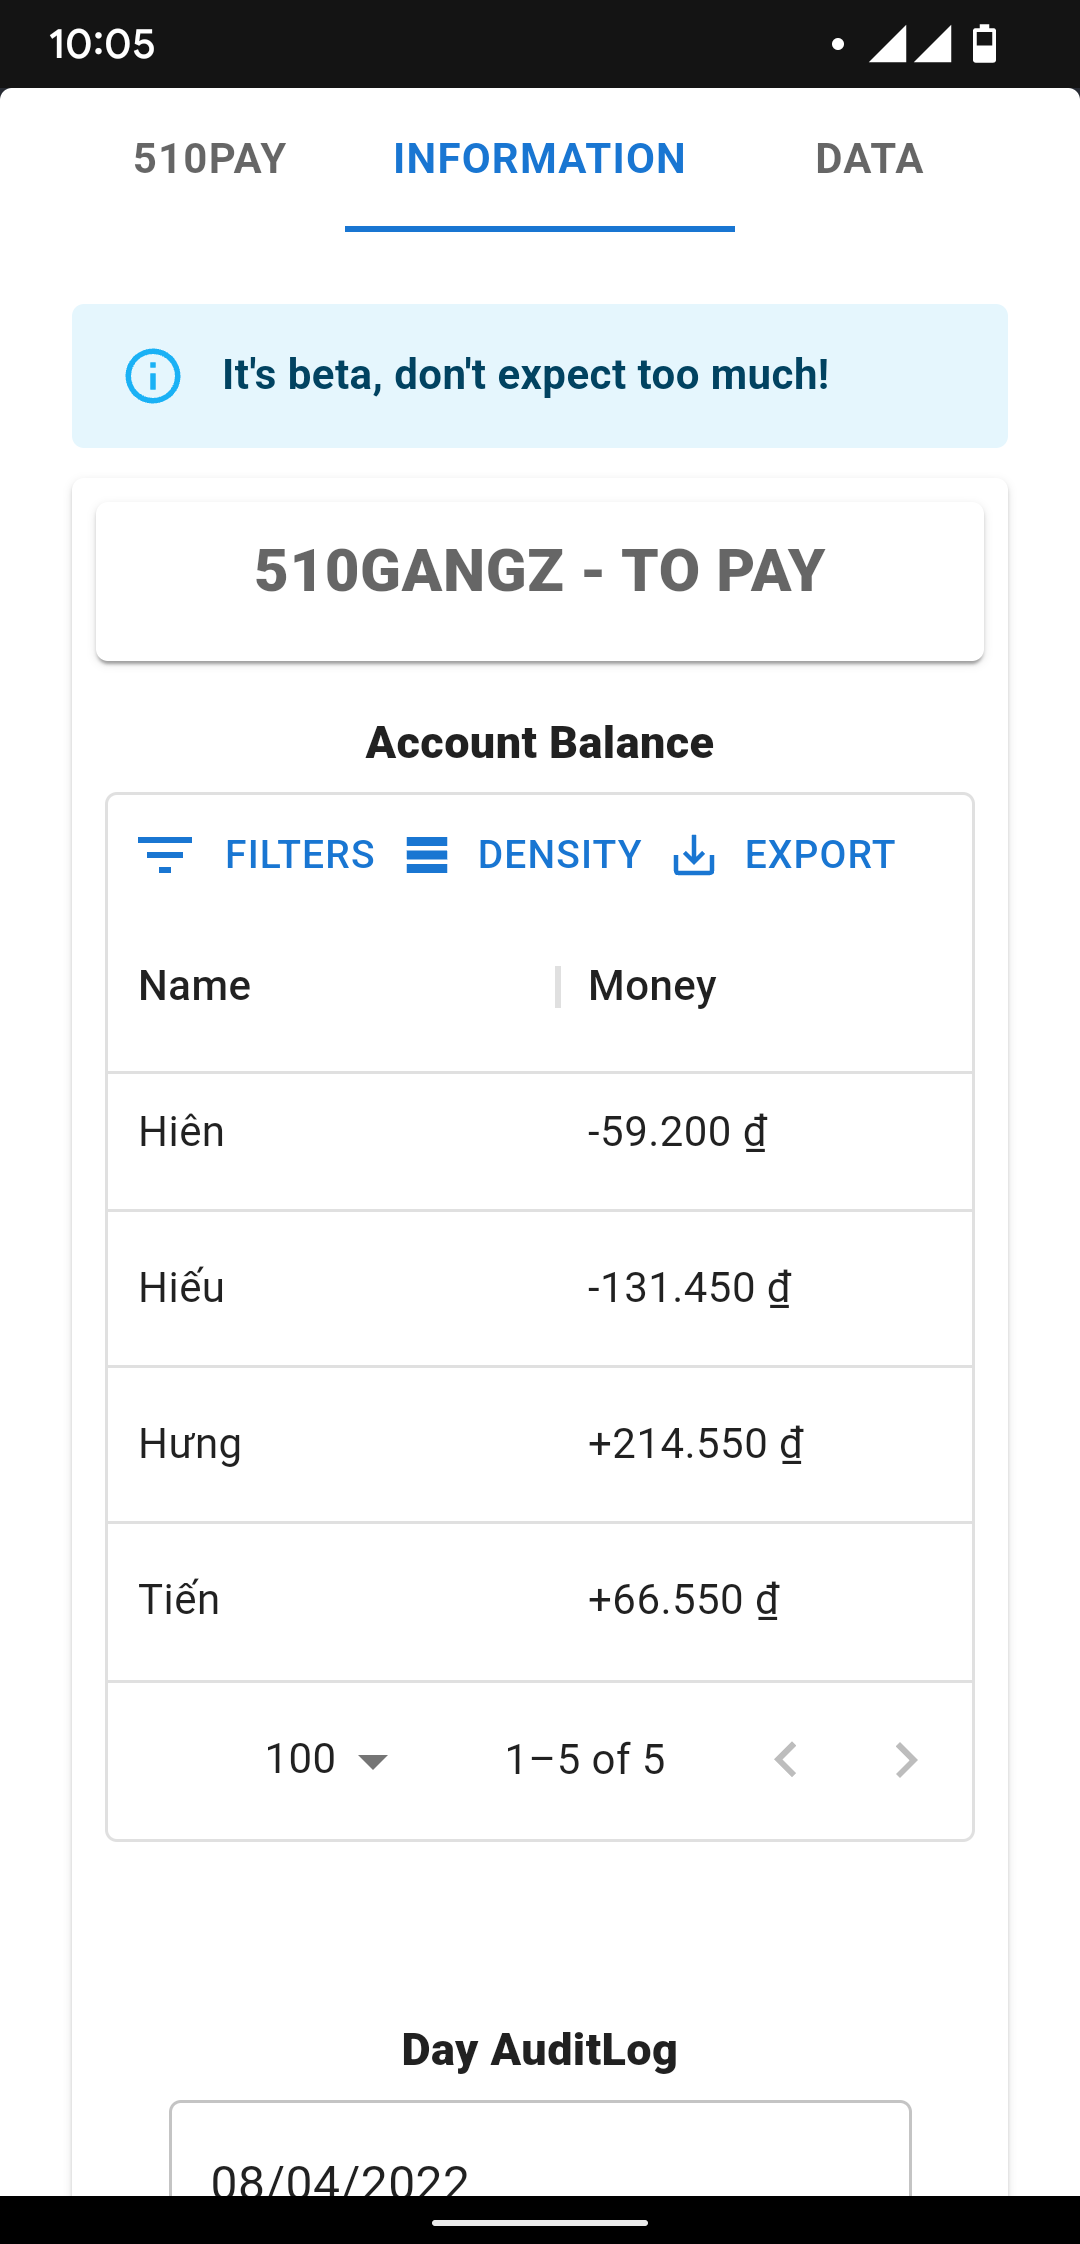 10:05
510PAY INFORMATION DATA
It's beta, don't expect too much!
510GANGZ - TO PAY
Account Balance
FILTERS DENSITY EXPORT
Name Money
Hiên -59.200 ₫
Hiếu -131.450 ₫
Hưng +214.550 ₫
Tiến +66.550 ₫
100 1–5 of 5
Day AuditLog
08/04/2022